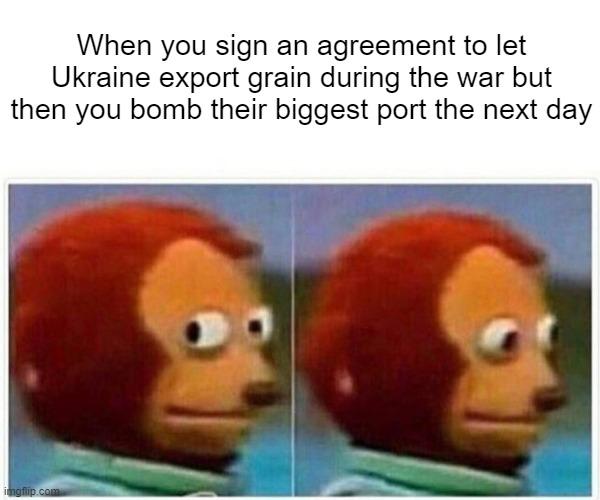 When you sign an agreement to let
Ukraine export grain during the war but
then you bomb their biggest port the next day
imgflip.com